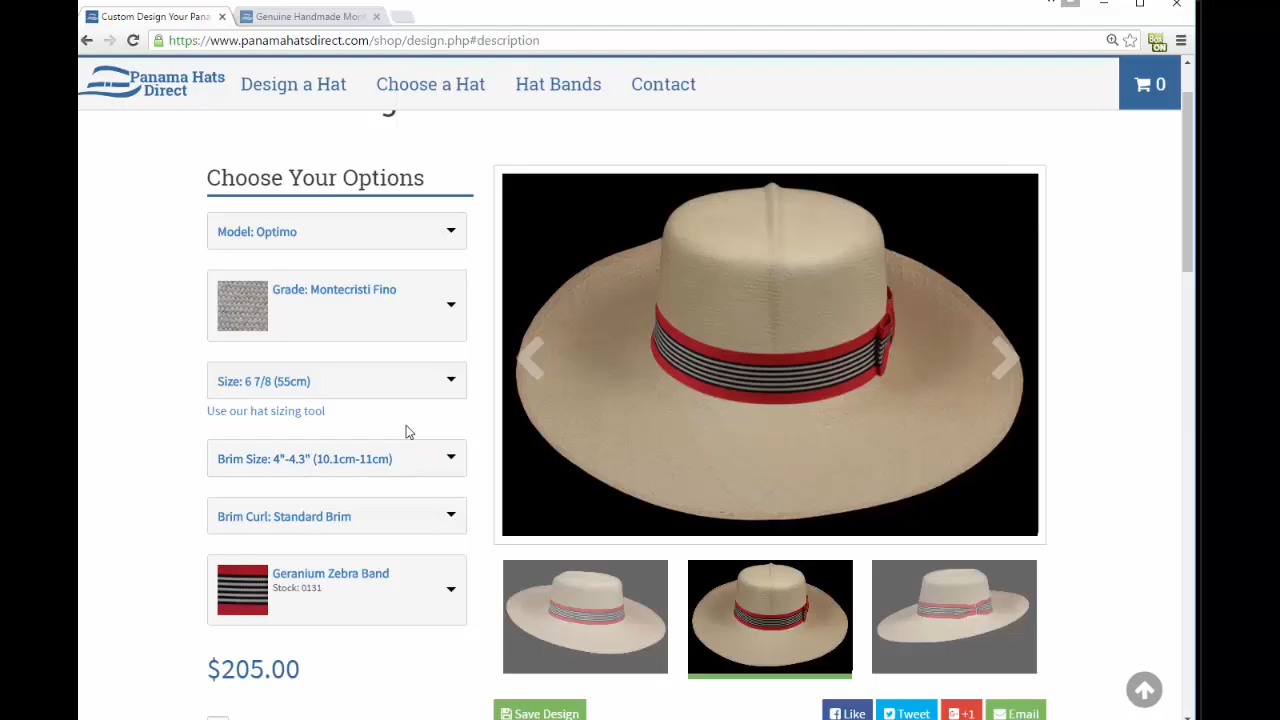 Custom Design Your Pana
Genuine Handmade Mont
https://www.panamahatsdirect.com/shop/design.php#description
Box
ON
Panama Hats
Direct
Design a Hat
Choose a Hat
Hat Bands
Contact
0
Choose Your Options
Model: Optimo
Grade: Montecristi Fino
Size: 6 7/8 (55cm)
Use our hat sizing tool
Brim Size: 4"-4.3" (10.1cm-11cm)
Brim Curl: Standard Brim
Geranium Zebra Band
Stock: 0131
$205.00
Save Design
Like
Tweet
+1
Email